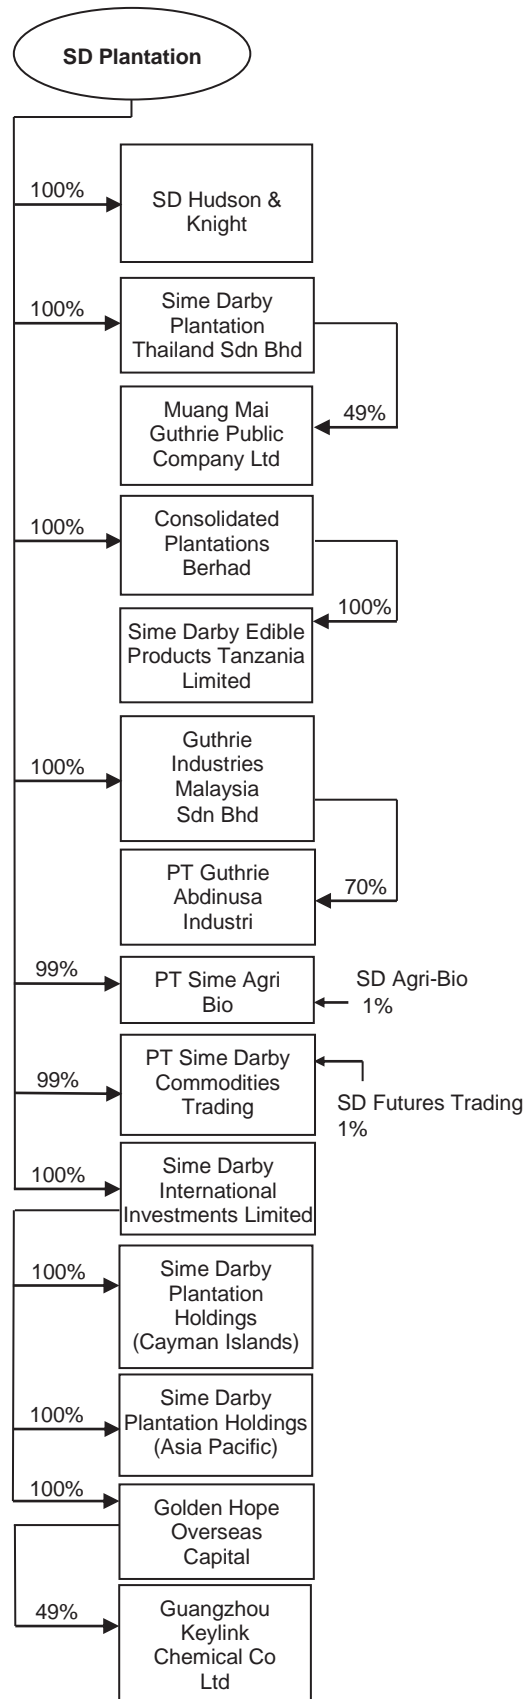 SD Plantation
100%
SD Hudson &
Knight
100%
Sime Darby
Plantation
Thailand Sdn Bhd
49%
Muang Mai
Guthrie Public
Company Ltd
100%
Consolidated
Plantations
Berhad
100%
Sime Darby Edible
Products Tanzania
Limited
100%
Guthrie
Industries
Malaysia
Sdn Bhd
70%
PT Guthrie
Abdinusa
Industri
99%
PT Sime Agri
Bio
SD Agri-Bio
1%
99%
PT Sime Darby
Commodities
Trading
SD Futures Trading
1%
100%
Sime Darby
International
Investments Limited
100%
Sime Darby
Plantation
Holdings
(Cayman Islands)
100%
Sime Darby
Plantation Holdings
(Asia Pacific)
100%
Golden Hope
Overseas
Capital
49%
Guangzhou
Keylink
Chemical Co
Ltd